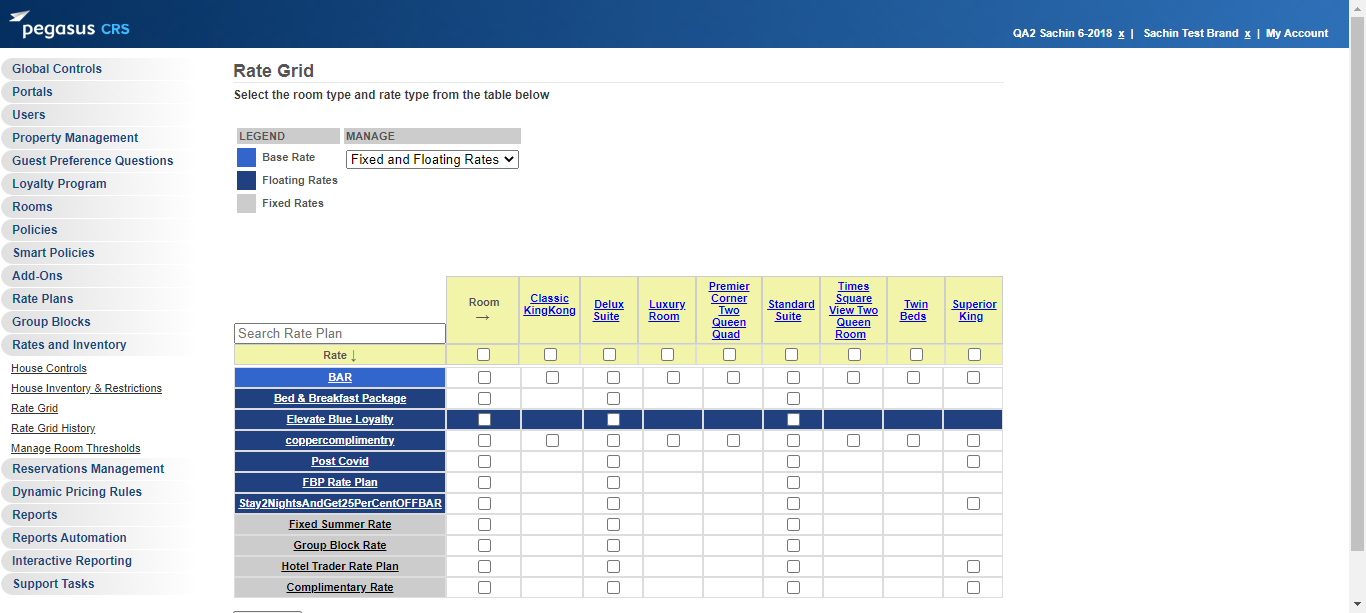 pegasus CRS
QA2 Sachin 6-2018 x | Sachin Test Brand x | My Account
Global Controls
Portals
Users
Property Management
Guest Preference Questions
Loyalty Program
Rooms
Policies
Smart Policies
Add-Ons
Rate Plans
Group Blocks
Rates and Inventory
House Controls
House Inventory & Restrictions
Rate Grid
Rate Grid History
Manage Room Thresholds
Reservations Management
Dynamic Pricing Rules
Reports
Reports Automation
Interactive Reporting
Support Tasks
Rate Grid
Select the room type and rate type from the table below
LEGEND
Base Rate
Floating Rates
Fixed Rates
MANAGE
Fixed and Floating Rates
Search Rate Plan
Room
→
Classic
KingKong
Delux
Suite
Luxury
Room
Premier
Corner
Two
Queen
Quad
Standard
Suite
Times
Square
View Two
Queen
Room
Twin
Beds
Superior
King
Rate ↓
BAR
Bed & Breakfast Package
Elevate Blue Loyalty
coppercomplimentry
Post Covid
FBP Rate Plan
Stay2NightsAndGet25PerCentOFFBAR
Fixed Summer Rate
Group Block Rate
Hotel Trader Rate Plan
Complimentary Rate